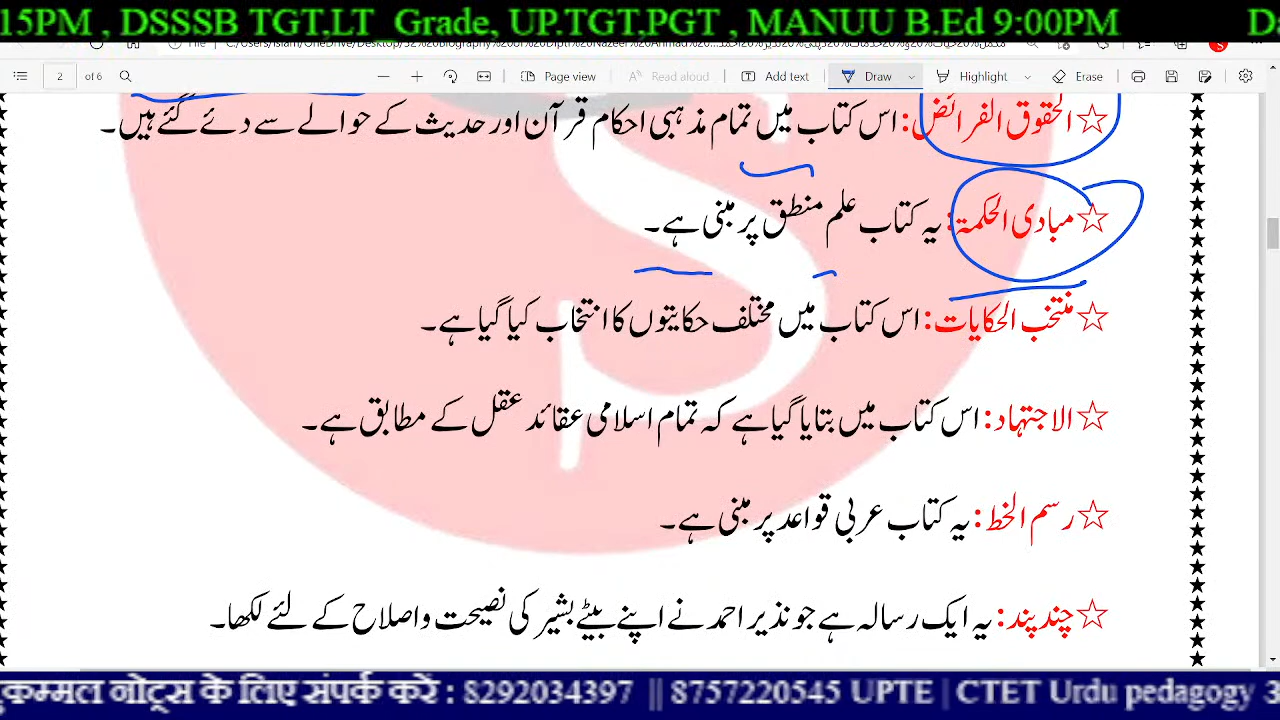 15PM , DSSSB TGT,LT_Grade, UP.TGT,PGT , MANUU B.Ed 9:00PM
2 of 6 Page view Read aloud Add text Draw Highlight Erase
☆الحقوق الفرائض: اس کتاب میں تمام مذہبی احکام قرآن اور حدیث کے حوالے سے دئے گئے ہیں۔
☆مبادی الحکمۃ: یہ کتاب علم منطق پر مبنی ہے۔
☆منتخب الحکایات: اس کتاب میں مختلف حکایتوں کا انتخاب کیا گیا ہے۔
☆الاجتہاد: اس کتاب میں بتایا گیا ہے کہ تمام اسلامی عقائد عقل کے مطابق ہے۔
☆رسم الخط: یہ کتاب عربی قواعد پر مبنی ہے۔
☆چند پند: یہ ایک رسالہ ہے جو نذیر احمد نے اپنے بیٹے بشیر کی نصیحت و اصلاح کے لئے لکھا۔
कम्मल नोट्स के लिए संपर्क करें : 8292034397 || 8757220545 UPTE | CTET Urdu pedagogy 3